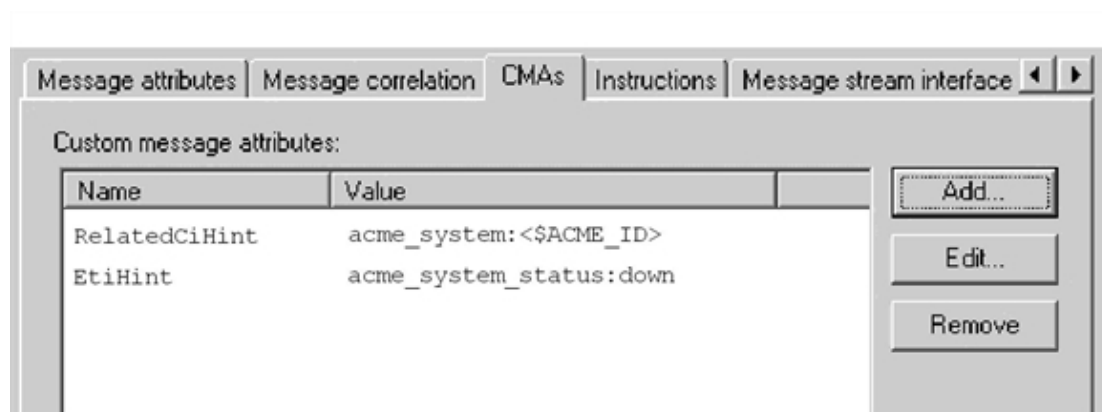 Message attributes Message correlation CMAs Instructions Message stream interface
Custom message attributes:
Name Value
Add...
RelatedCiHint acme_system:<$ACME_ID>
Edit...
EtiHint acme_system_status:down
Remove